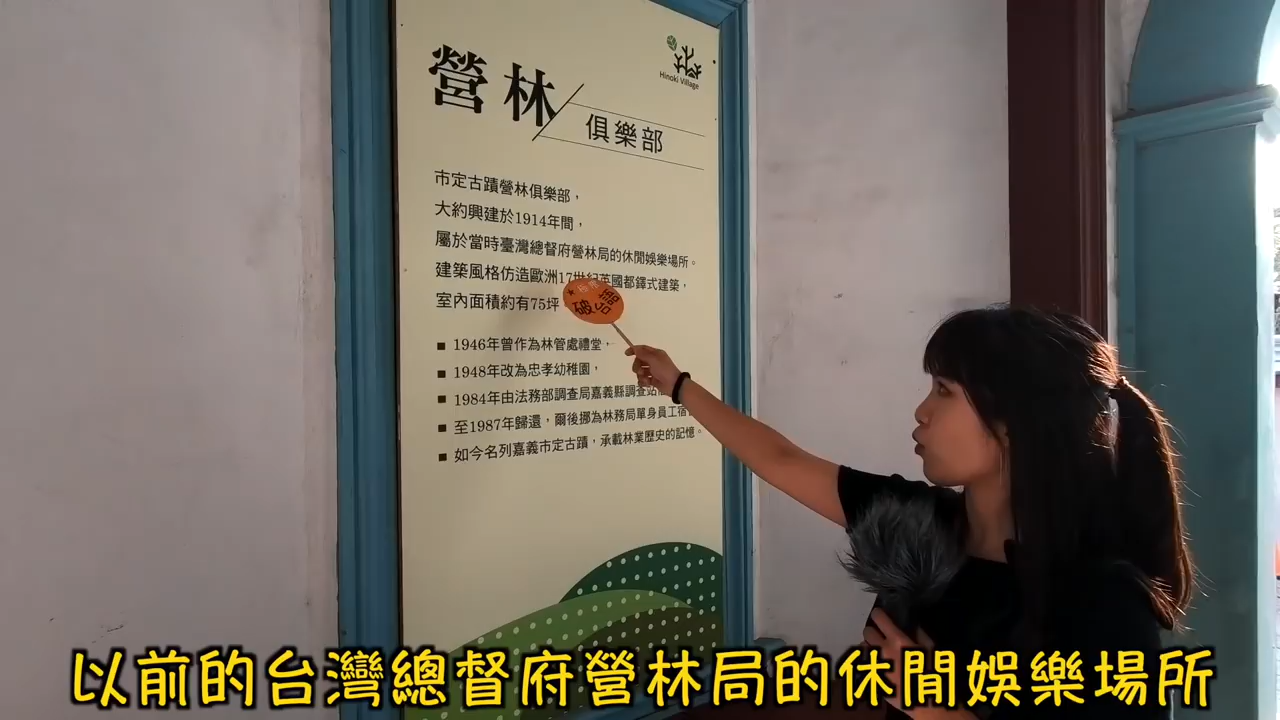 營林
俱樂部
Hinoki Village
市定古蹟營林俱樂部，
大約興建於1914年間，
屬於當時臺灣總督府營林局的休閒娛樂場所。
建築風格仿造歐洲17世紀英國都鐸式建築，
室內面積約有75坪
破
1946年曾作為林管處禮堂，
1948年改為忠孝幼稚園，
1984年由法務部調查局嘉義縣調查站
至1987年歸還，爾後挪為林務局單身員工宿
如今名列嘉義市定古蹟，承載林業歷史的記憶。
以前的台灣總督府營林局的休閒娛樂場所